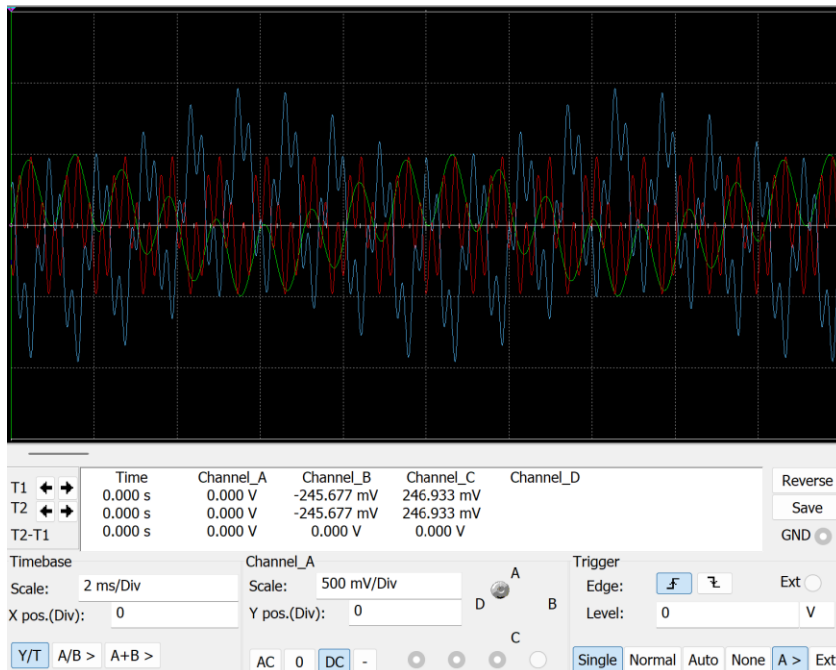 Time Channel_A Channel_B Channel_C Channel_D
T1 0.000 s 0.000 V -245.677 mV 246.933 mV
T2 0.000 s 0.000 V -245.677 mV 246.933 mV
T2-T1 0.000 s 0.000 V 0.000 V 0.000 V
Reverse
Save
GND
Timebase
Scale: 2 ms/Div
X pos.(Div): 0
Y/T A/B > A+B >
Channel_A
Scale: 500 mV/Div
Y pos.(Div): 0
AC 0 DC -
A
D B
C
Trigger
Edge: Ext
Level: 0 V
Single Normal Auto None A > Ext